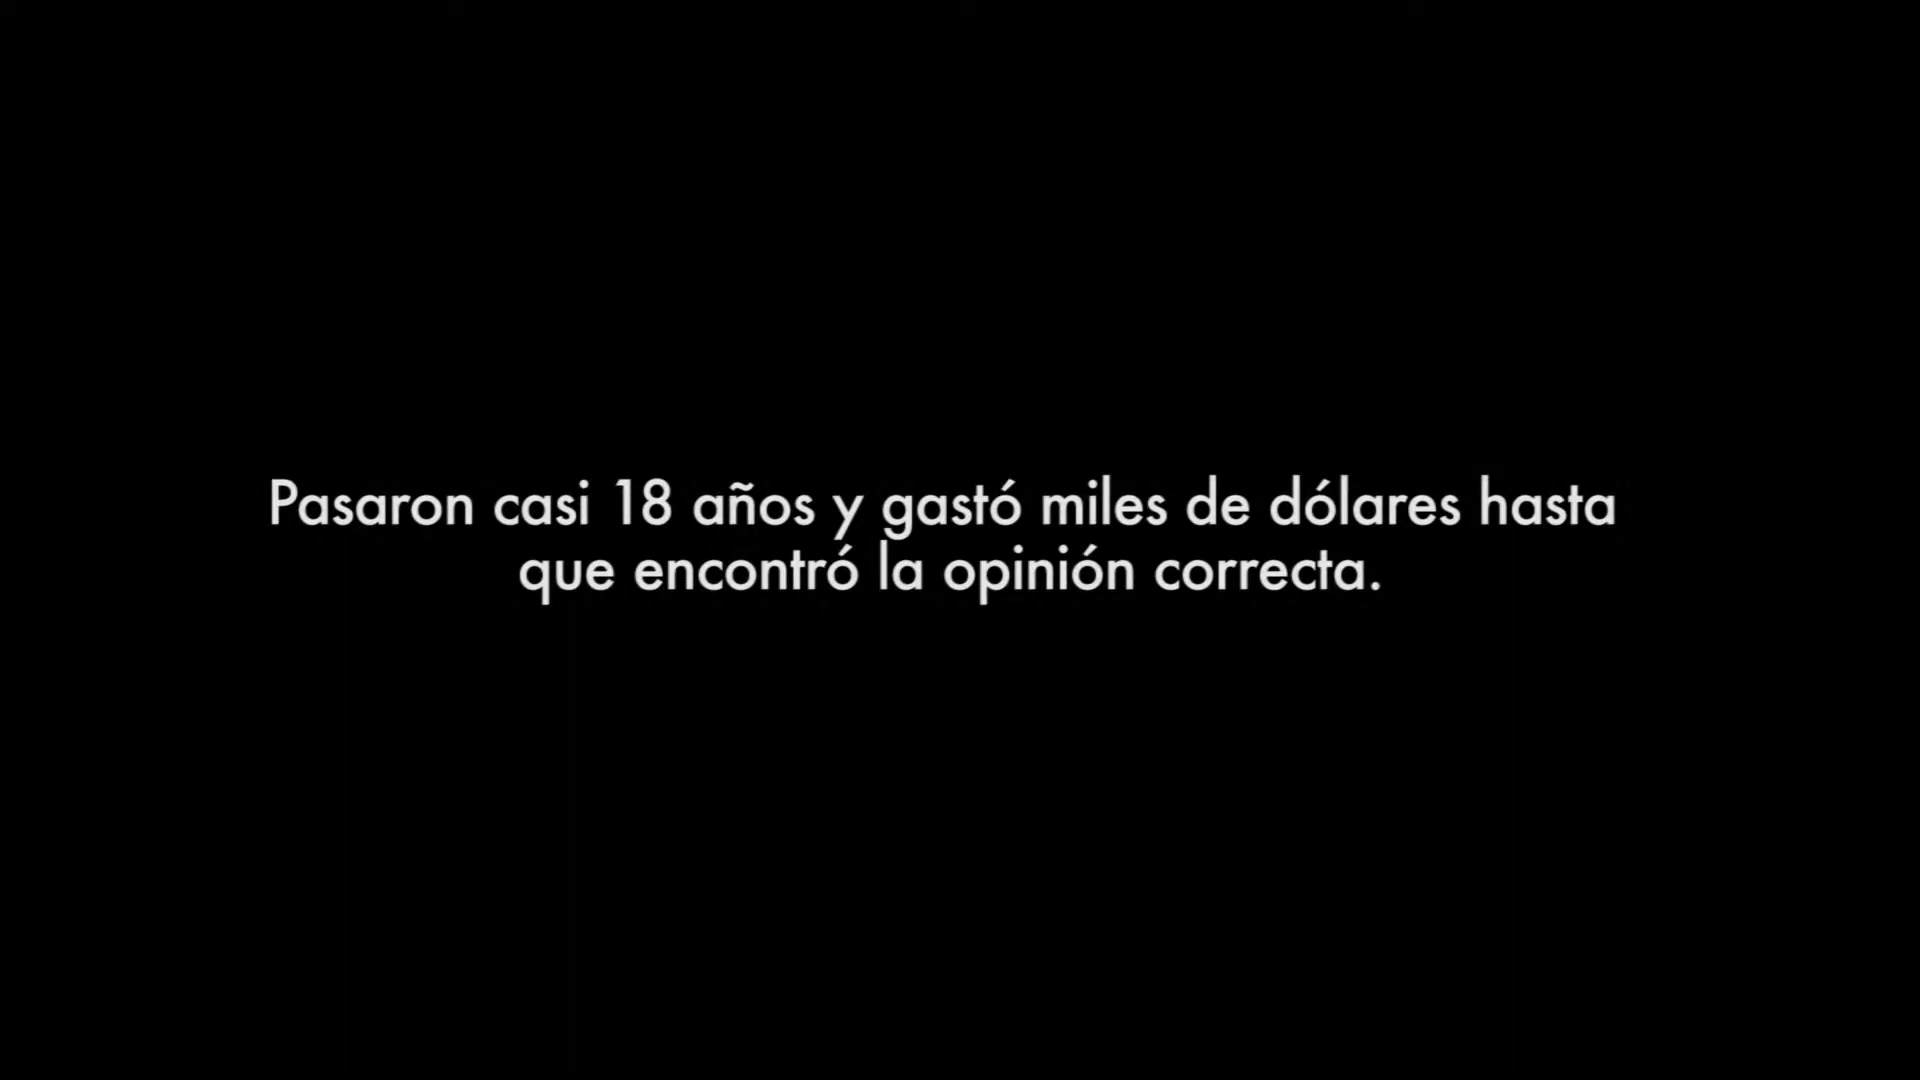 Pasaron casi 18 años y gastó miles de dólares hasta
que encontró la opinión correcta.